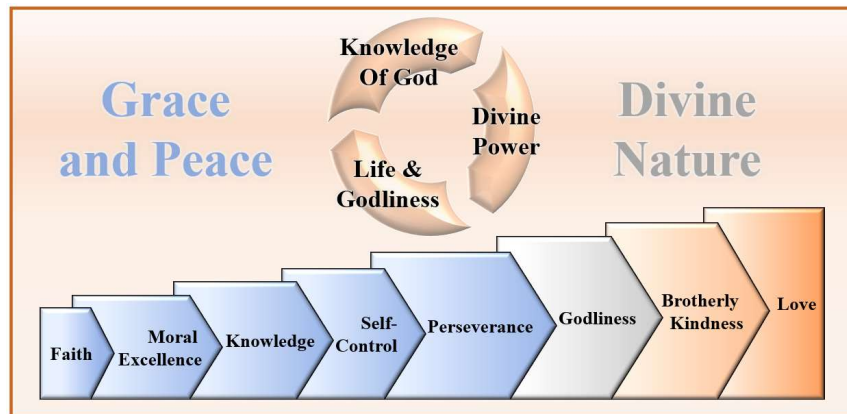 Grace
and Peace
Knowledge
Of God
Divine
Power
Life &
Godliness
Divine
Nature
Faith
Moral
Excellence
Knowledge
Self-
Control
Perseverance
Godliness
Brotherly
Kindness
Love